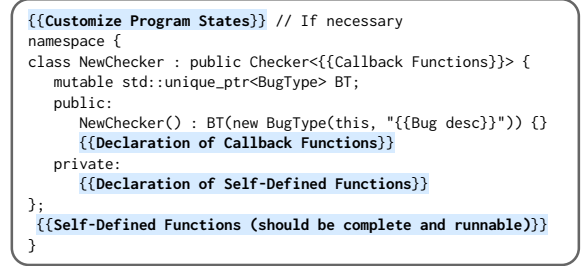 {{Customize Program States}} // If necessary
namespace {
class NewChecker : public Checker<{{Callback Functions}}> {
mutable std::unique_ptr<BugType> BT;
public:
NewChecker() : BT(new BugType(this, "{{Bug desc}}")) {}
{{Declaration of Callback Functions}}
private:
{{Declaration of Self-Defined Functions}}
};
{{Self-Defined Functions (should be complete and runnable)}}
}